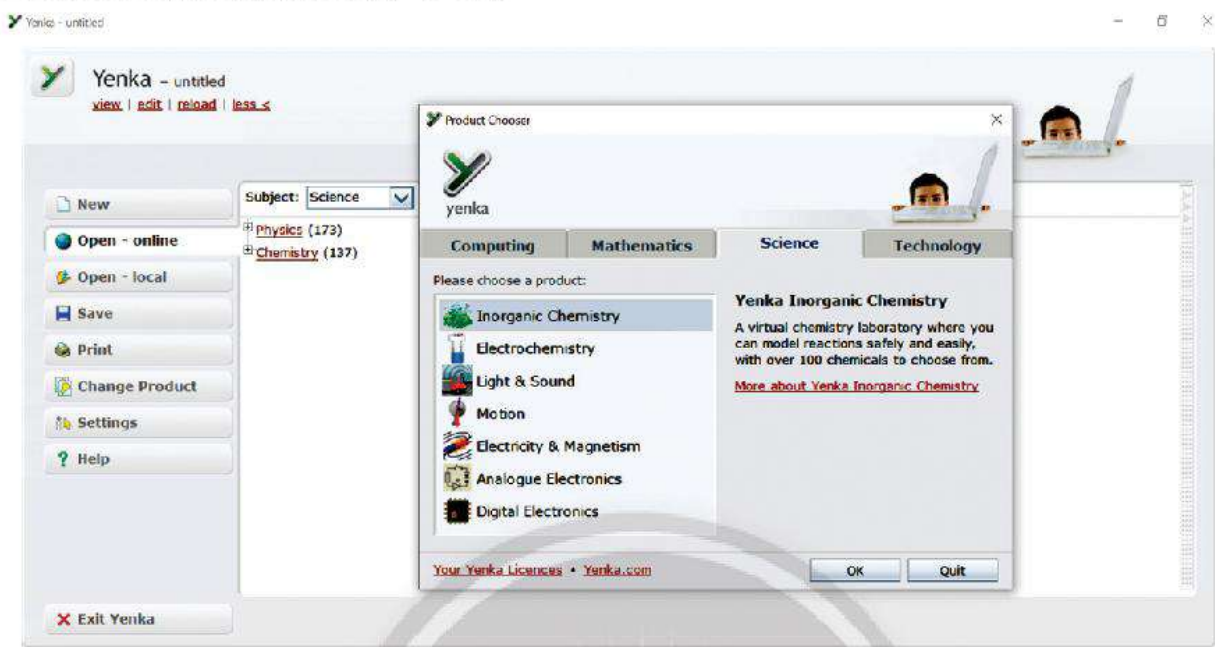 Yenka - untitled
Yenka - untitled
view | edit | reload | less <
New
Open - online
Open - local
Save
Print
Change Product
Settings
Help
Exit Yenka
Subject: Science
Physics (173)
Chemistry (137)
Product Chooser
yenka
Computing Mathematics Science Technology
Please choose a product:
Inorganic Chemistry
Electrochemistry
Light & Sound
Motion
Electricity & Magnetism
Analogue Electronics
Digital Electronics
Yenka Inorganic Chemistry
A virtual chemistry laboratory where you
can model reactions safely and easily,
with over 100 chemicals to choose from.
More about Yenka Inorganic Chemistry
Your Yenka Licences • Yenka.com
OK Quit